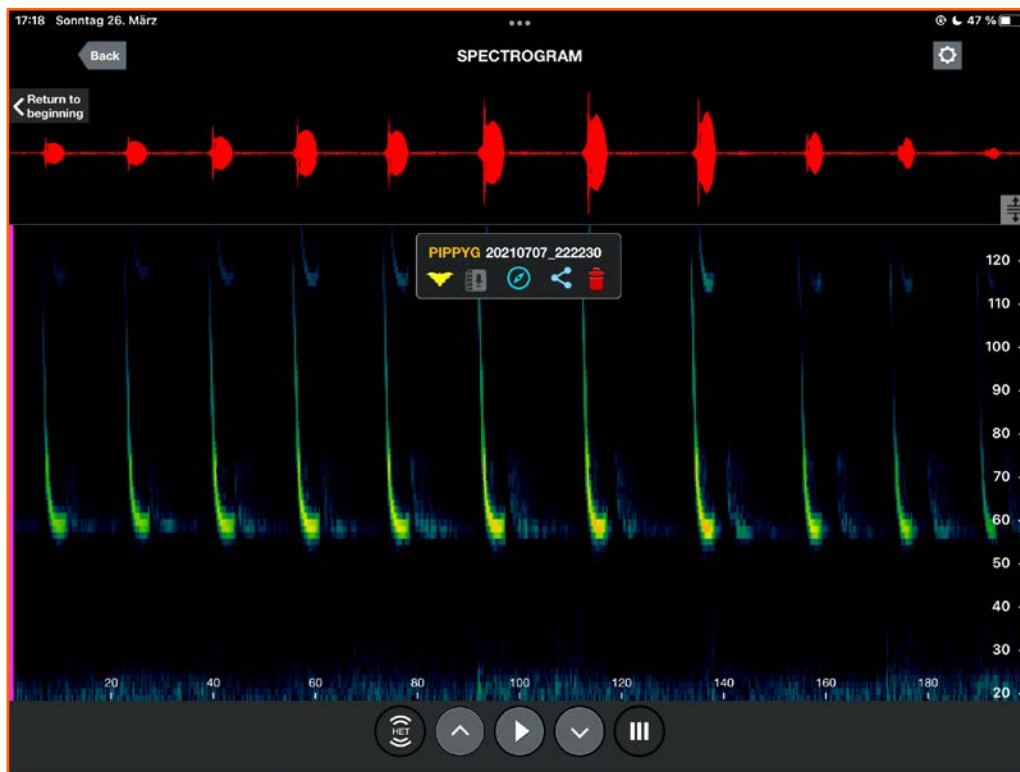 17:18 Sonntag 26. März
47 %
Back
SPECTROGRAM
Return to
beginning
PIPPYG 20210707_222230
120
110
100
90
80
70
60
50
40
30
20
20 40 60 80 100 120 140 160 180
HET